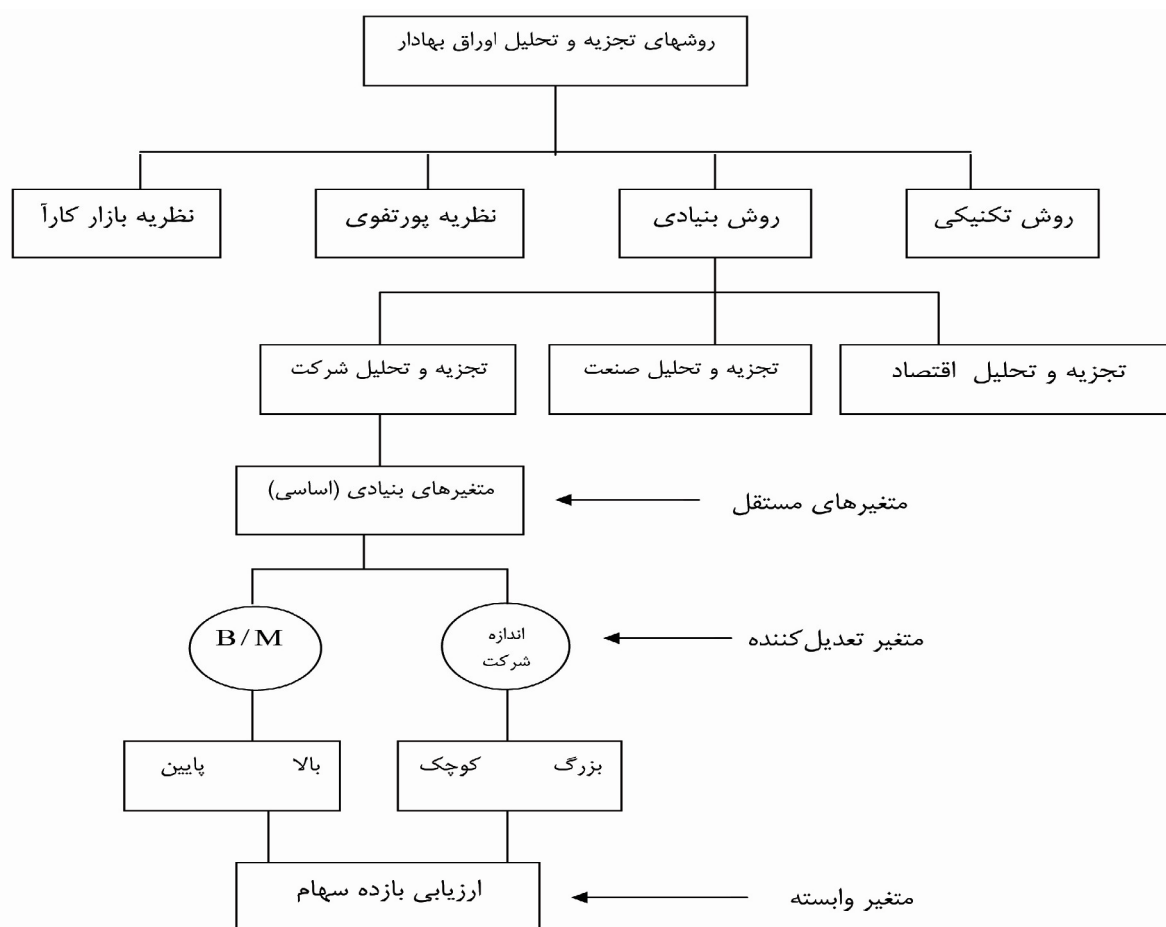 روشهای تجزیه و تحلیل اوراق بهادار
روش تکنیکی
روش بنیادی
نظریه پورتفوی
نظریه بازار کارآ
تجزیه و تحلیل اقتصاد
تجزیه و تحلیل صنعت
تجزیه و تحلیل شرکت
متغیرهای بنیادی (اساسی)
متغیرهای مستقل
اندازه
شرکت
B/M
متغیر تعدیل‌کننده
بزرگ کوچک
بالا پایین
ارزیابی بازده سهام
متغیر وابسته